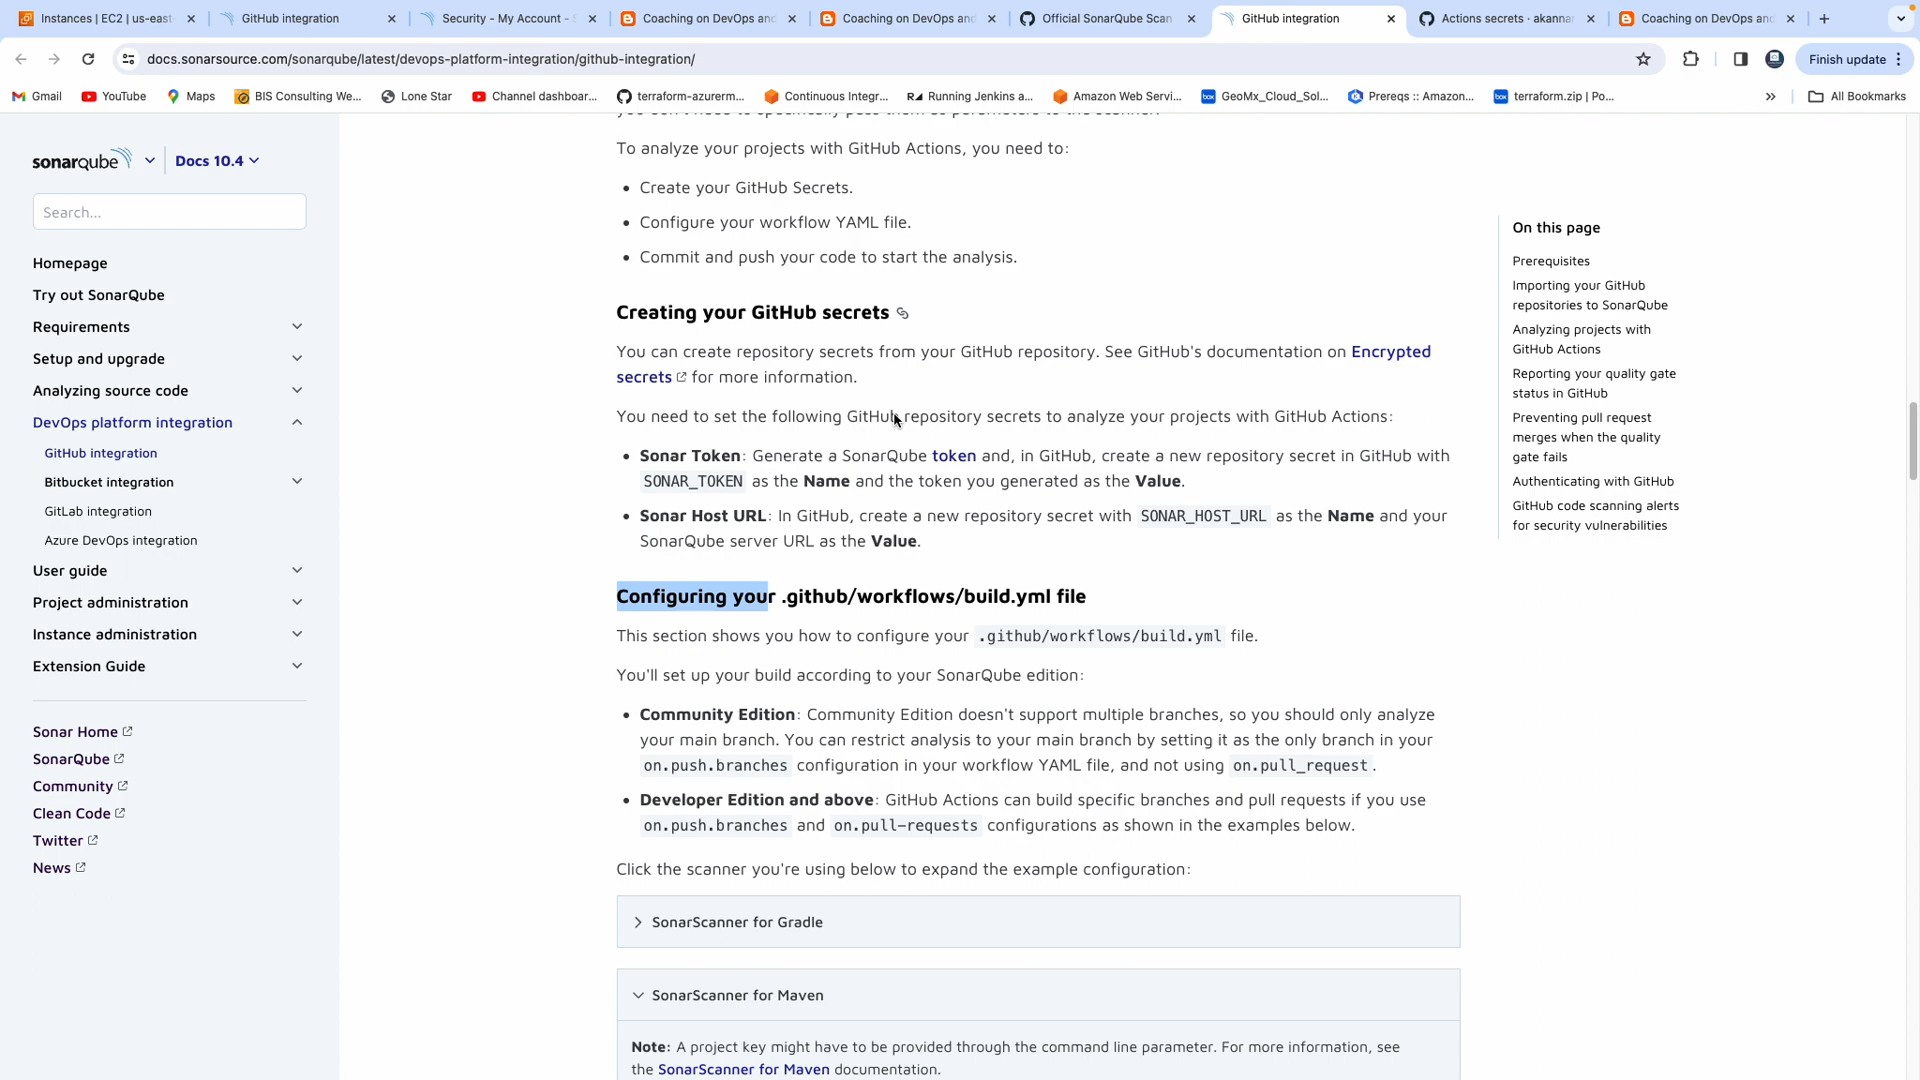 Instances | EC2 | us-east-
GitHub integration
Security - My Account - S
Coaching on DevOps and
Coaching on DevOps and
Official SonarQube Scan
GitHub integration
Actions secrets · akannan
Coaching on DevOps and
docs.sonarsource.com/sonarqube/latest/devops-platform-integration/github-integration/
Finish update
Gmail
YouTube
Maps
BIS Consulting We...
Lone Star
Channel dashboar...
terraform-azurerm...
Continuous Integr...
Running Jenkins a...
Amazon Web Servi...
GeoMx_Cloud_Sol...
Prereqs :: Amazon...
terraform.zip | Po...
»
All Bookmarks
sonarqube
Docs 10.4
Search...
Homepage
Try out SonarQube
Requirements
Setup and upgrade
Analyzing source code
DevOps platform integration
GitHub integration
Bitbucket integration
GitLab integration
Azure DevOps integration
User guide
Project administration
Instance administration
Extension Guide
Sonar Home
SonarQube
Community
Clean Code
Twitter
News
you don't need to specifically pass them as parameters to the scanner.
To analyze your projects with GitHub Actions, you need to:
• Create your GitHub Secrets.
• Configure your workflow YAML file.
• Commit and push your code to start the analysis.
Creating your GitHub secrets
You can create repository secrets from your GitHub repository. See GitHub's documentation on Encrypted
secrets for more information.
You need to set the following GitHub repository secrets to analyze your projects with GitHub Actions:
• Sonar Token: Generate a SonarQube token and, in GitHub, create a new repository secret in GitHub with
SONAR_TOKEN as the Name and the token you generated as the Value.
• Sonar Host URL: In GitHub, create a new repository secret with SONAR_HOST_URL as the Name and your
SonarQube server URL as the Value.
Configuring your .github/workflows/build.yml file
This section shows you how to configure your .github/workflows/build.yml file.
You'll set up your build according to your SonarQube edition:
• Community Edition: Community Edition doesn't support multiple branches, so you should only analyze
your main branch. You can restrict analysis to your main branch by setting it as the only branch in your
on.push.branches configuration in your workflow YAML file, and not using on.pull_request.
• Developer Edition and above: GitHub Actions can build specific branches and pull requests if you use
on.push.branches and on.pull-requests configurations as shown in the examples below.
Click the scanner you're using below to expand the example configuration:
SonarScanner for Gradle
SonarScanner for Maven
Note: A project key might have to be provided through the command line parameter. For more information, see
the SonarScanner for Maven documentation.
On this page
Prerequisites
Importing your GitHub
repositories to SonarQube
Analyzing projects with
GitHub Actions
Reporting your quality gate
status in GitHub
Preventing pull request
merges when the quality
gate fails
Authenticating with GitHub
GitHub code scanning alerts
for security vulnerabilities